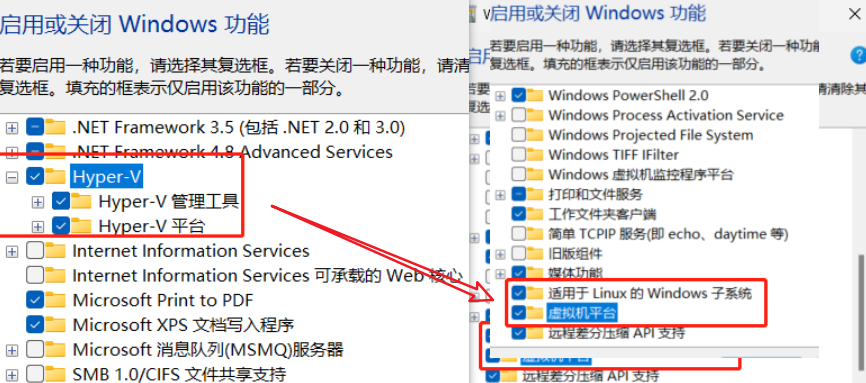 启用或关闭 Windows 功能
若要启用一种功能，请选择其复选框。若要关闭一种功能，请清
复选框。填充的框表示仅启用该功能的一部分。
.NET Framework 3.5 (包括 .NET 2.0 和 3.0)
.NET Framework 4.8 Advanced Services
Hyper-V
Hyper-V 管理工具
Hyper-V 平台
Internet Information Services
Internet Information Services 可承载的 Web 核心
Microsoft Print to PDF
Microsoft XPS 文档写入程序
Microsoft 消息队列(MSMQ)服务器
SMB 1.0/CIFS 文件共享支持
启用或关闭 Windows 功能
若要启用一种功能，请选择其复选框。若要关闭一种功能
复选框。填充的框表示仅启用该功能的一部分。
请清除其
Windows PowerShell 2.0
Windows Process Activation Service
Windows Projected File System
Windows TIFF IFilter
Windows 虚拟机监控程序平台
打印和文件服务
工作文件夹客户端
简单 TCPIP 服务(即 echo、daytime 等)
旧版组件
媒体功能
适用于 Linux 的 Windows 子系统
虚拟机平台
远程差分压缩 API 支持
虚拟机平台
远程差分压缩 API 支持